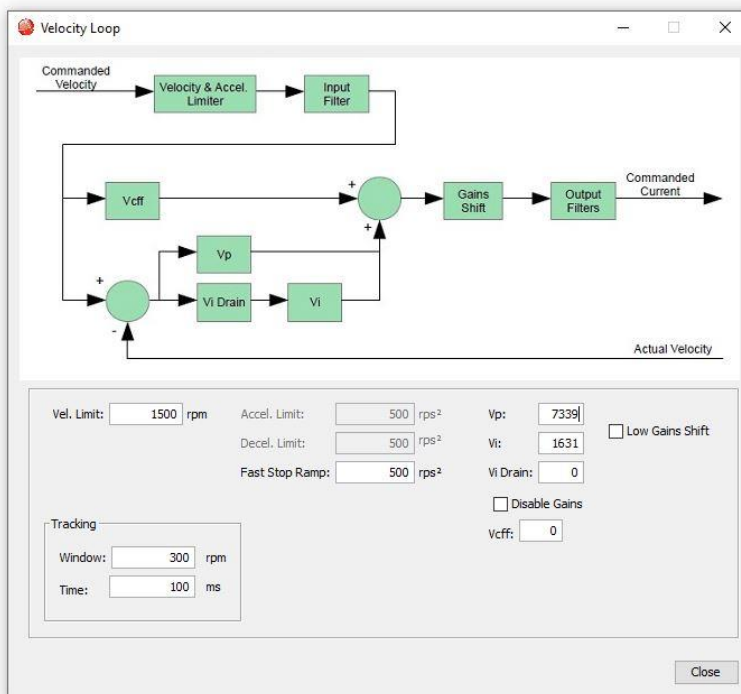 Velocity Loop
Commanded
Velocity
Velocity & Accel.
Limiter
Input
Filter
Vcff
+
+
Gains
Shift
Output
Filters
Commanded
Current
Vp
+
-
Vi Drain
Vi
Actual Velocity
Vel. Limit: 1500 rpm
Accel. Limit: 500 rps²
Decel. Limit: 500 rps²
Fast Stop Ramp: 500 rps²
Vp: 7339
Vi: 1631
Vi Drain: 0
Disable Gains
Vcff: 0
Low Gains Shift
Tracking
Window: 300 rpm
Time: 100 ms
Close